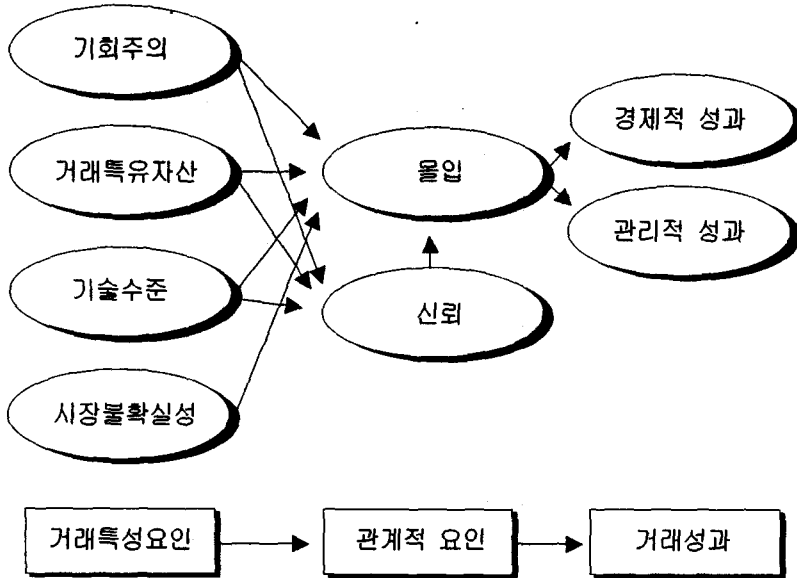 기회주의
거래특유자산
기술수준
시장불확실성
몰입
신뢰
경제적 성과
관리적 성과
거래특성요인
관계적 요인
거래성과